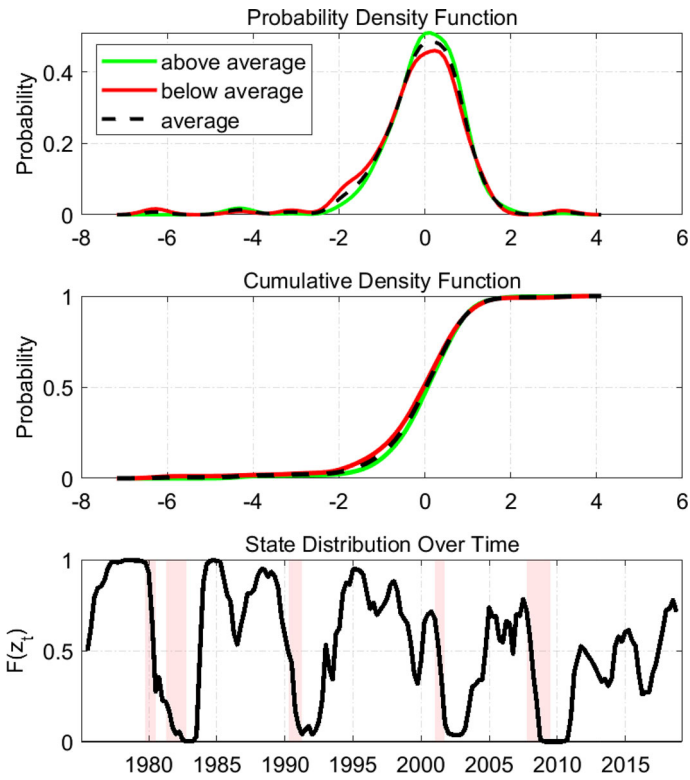 Probability Density Function
Probability
0.4
0.2
0
above average
below average
average
-8 -6 -4 -2 0 2 4 6
Cumulative Density Function
Probability
1
0.5
0
-8 -6 -4 -2 0 2 4 6
State Distribution Over Time
F(z_t)
1
0.5
0
1980 1985 1990 1995 2000 2005 2010 2015